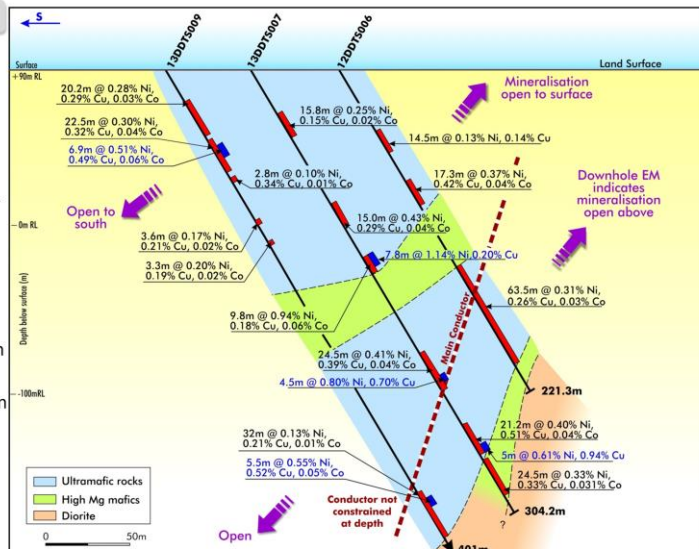 S
13DDTS009
13DDTS007
12DDTS006
Surface
Land Surface
+90m RL
20.2m @ 0.28% Ni,
0.29% Cu, 0.03% Co
22.5m @ 0.30% Ni,
0.32% Cu, 0.04% Co
6.9m @ 0.51% Ni,
0.49% Cu, 0.06% Co
15.8m @ 0.25% Ni,
0.15% Cu, 0.02% Co
Mineralisation
open to surface
14.5m @ 0.13% Ni, 0.14% Cu
2.8m @ 0.10% Ni,
0.34% Cu, 0.01% Co
17.3m @ 0.37% Ni,
0.42% Cu, 0.04% Co
Downhole EM
indicates
mineralisation
open above
Open to
south
0m RL
15.0m @ 0.43% Ni,
0.29% Cu, 0.04% Co
3.6m @ 0.17% Ni,
0.21% Cu, 0.02% Co
7.8m @ 1.14% Ni,0.20% Cu
3.3m @ 0.20% Ni,
0.19% Cu, 0.02% Co
Depth below surface (m)
63.5m @ 0.31% Ni,
0.26% Cu, 0.03% Co
9.8m @ 0.94% Ni,
0.18% Cu, 0.06% Co
Main Conductor
24.5m @ 0.41% Ni,
0.39% Cu, 0.04% Co
4.5m @ 0.80% Ni, 0.70% Cu
-100mRL
221.3m
32m @ 0.13% Ni,
0.21% Cu, 0.01% Co
5.5m @ 0.55% Ni,
0.52% Cu, 0.05% Co
21.2m @ 0.40% Ni,
0.51% Cu, 0.04% Co
5m @ 0.61% Ni, 0.94% Cu
24.5m @ 0.33% Ni,
0.33% Cu, 0.031% Co
Conductor not
constrained
at depth
304.2m
?
Open
401m
Ultramafic rocks
High Mg mafics
Diorite
0
50m